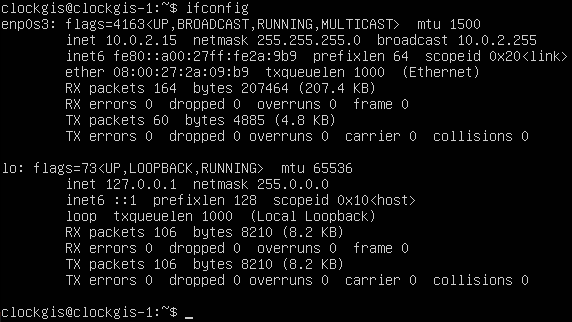 clockgis@clockgis-1:~$ ifconfig
enp0s3: flags=4163<UP,BROADCAST,RUNNING,MULTICAST>  mtu 1500
        inet 10.0.2.15  netmask 255.255.255.0  broadcast 10.0.2.255
        inet6 fe80::a00:27ff:fe2a:9b9  prefixlen 64  scopeid 0x20<link>
        ether 08:00:27:2a:09:b9  txqueuelen 1000  (Ethernet)
        RX packets 164  bytes 207464 (207.4 KB)
        RX errors 0  dropped 0  overruns 0  frame 0
        TX packets 60  bytes 4885 (4.8 KB)
        TX errors 0  dropped 0 overruns 0  carrier 0  collisions 0

lo: flags=73<UP,LOOPBACK,RUNNING>  mtu 65536
        inet 127.0.0.1  netmask 255.0.0.0
        inet6 ::1  prefixlen 128  scopeid 0x10<host>
        loop  txqueuelen 1000  (Local Loopback)
        RX packets 106  bytes 8210 (8.2 KB)
        RX errors 0  dropped 0  overruns 0  frame 0
        TX packets 106  bytes 8210 (8.2 KB)
        TX errors 0  dropped 0 overruns 0  carrier 0  collisions 0

clockgis@clockgis-1:~$ _